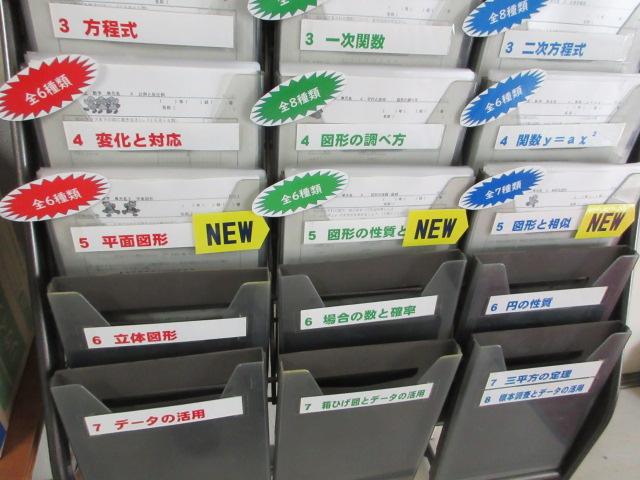 3 方程式
3 一次関数
全8種類
3 二次方程式
全6種類
4 変化と対応
全8種類
4 図形の調べ方
全6種類
4 関数y=ax²
全6種類
5 平面図形
NEW
全6種類
5 図形の性質と
NEW
全7種類
5 図形と相似
NEW
6 立体図形
6 場合の数と確率
6 円の性質
7 データの活用
7 箱ひげ図とデータの活用
7 三平方の定理
8 標本調査とデータの活用